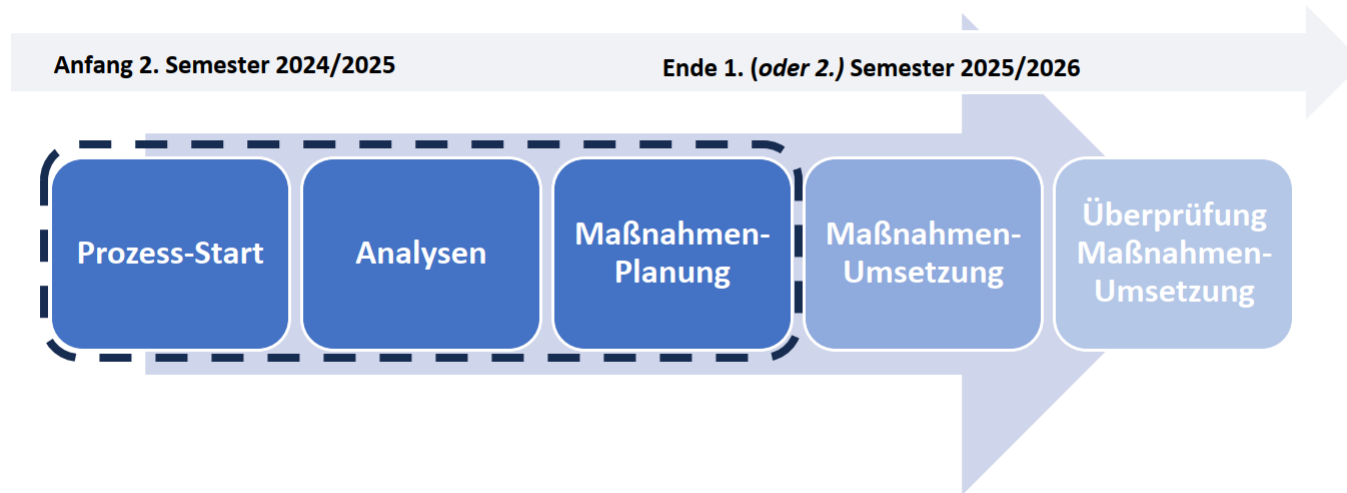 Anfang 2. Semester 2024/2025
Ende 1. (oder 2.) Semester 2025/2026
Prozess-Start
Analysen
Maßnahmen-
Planung
Maßnahmen-
Umsetzung
Überprüfung
Maßnahmen-
Umsetzung